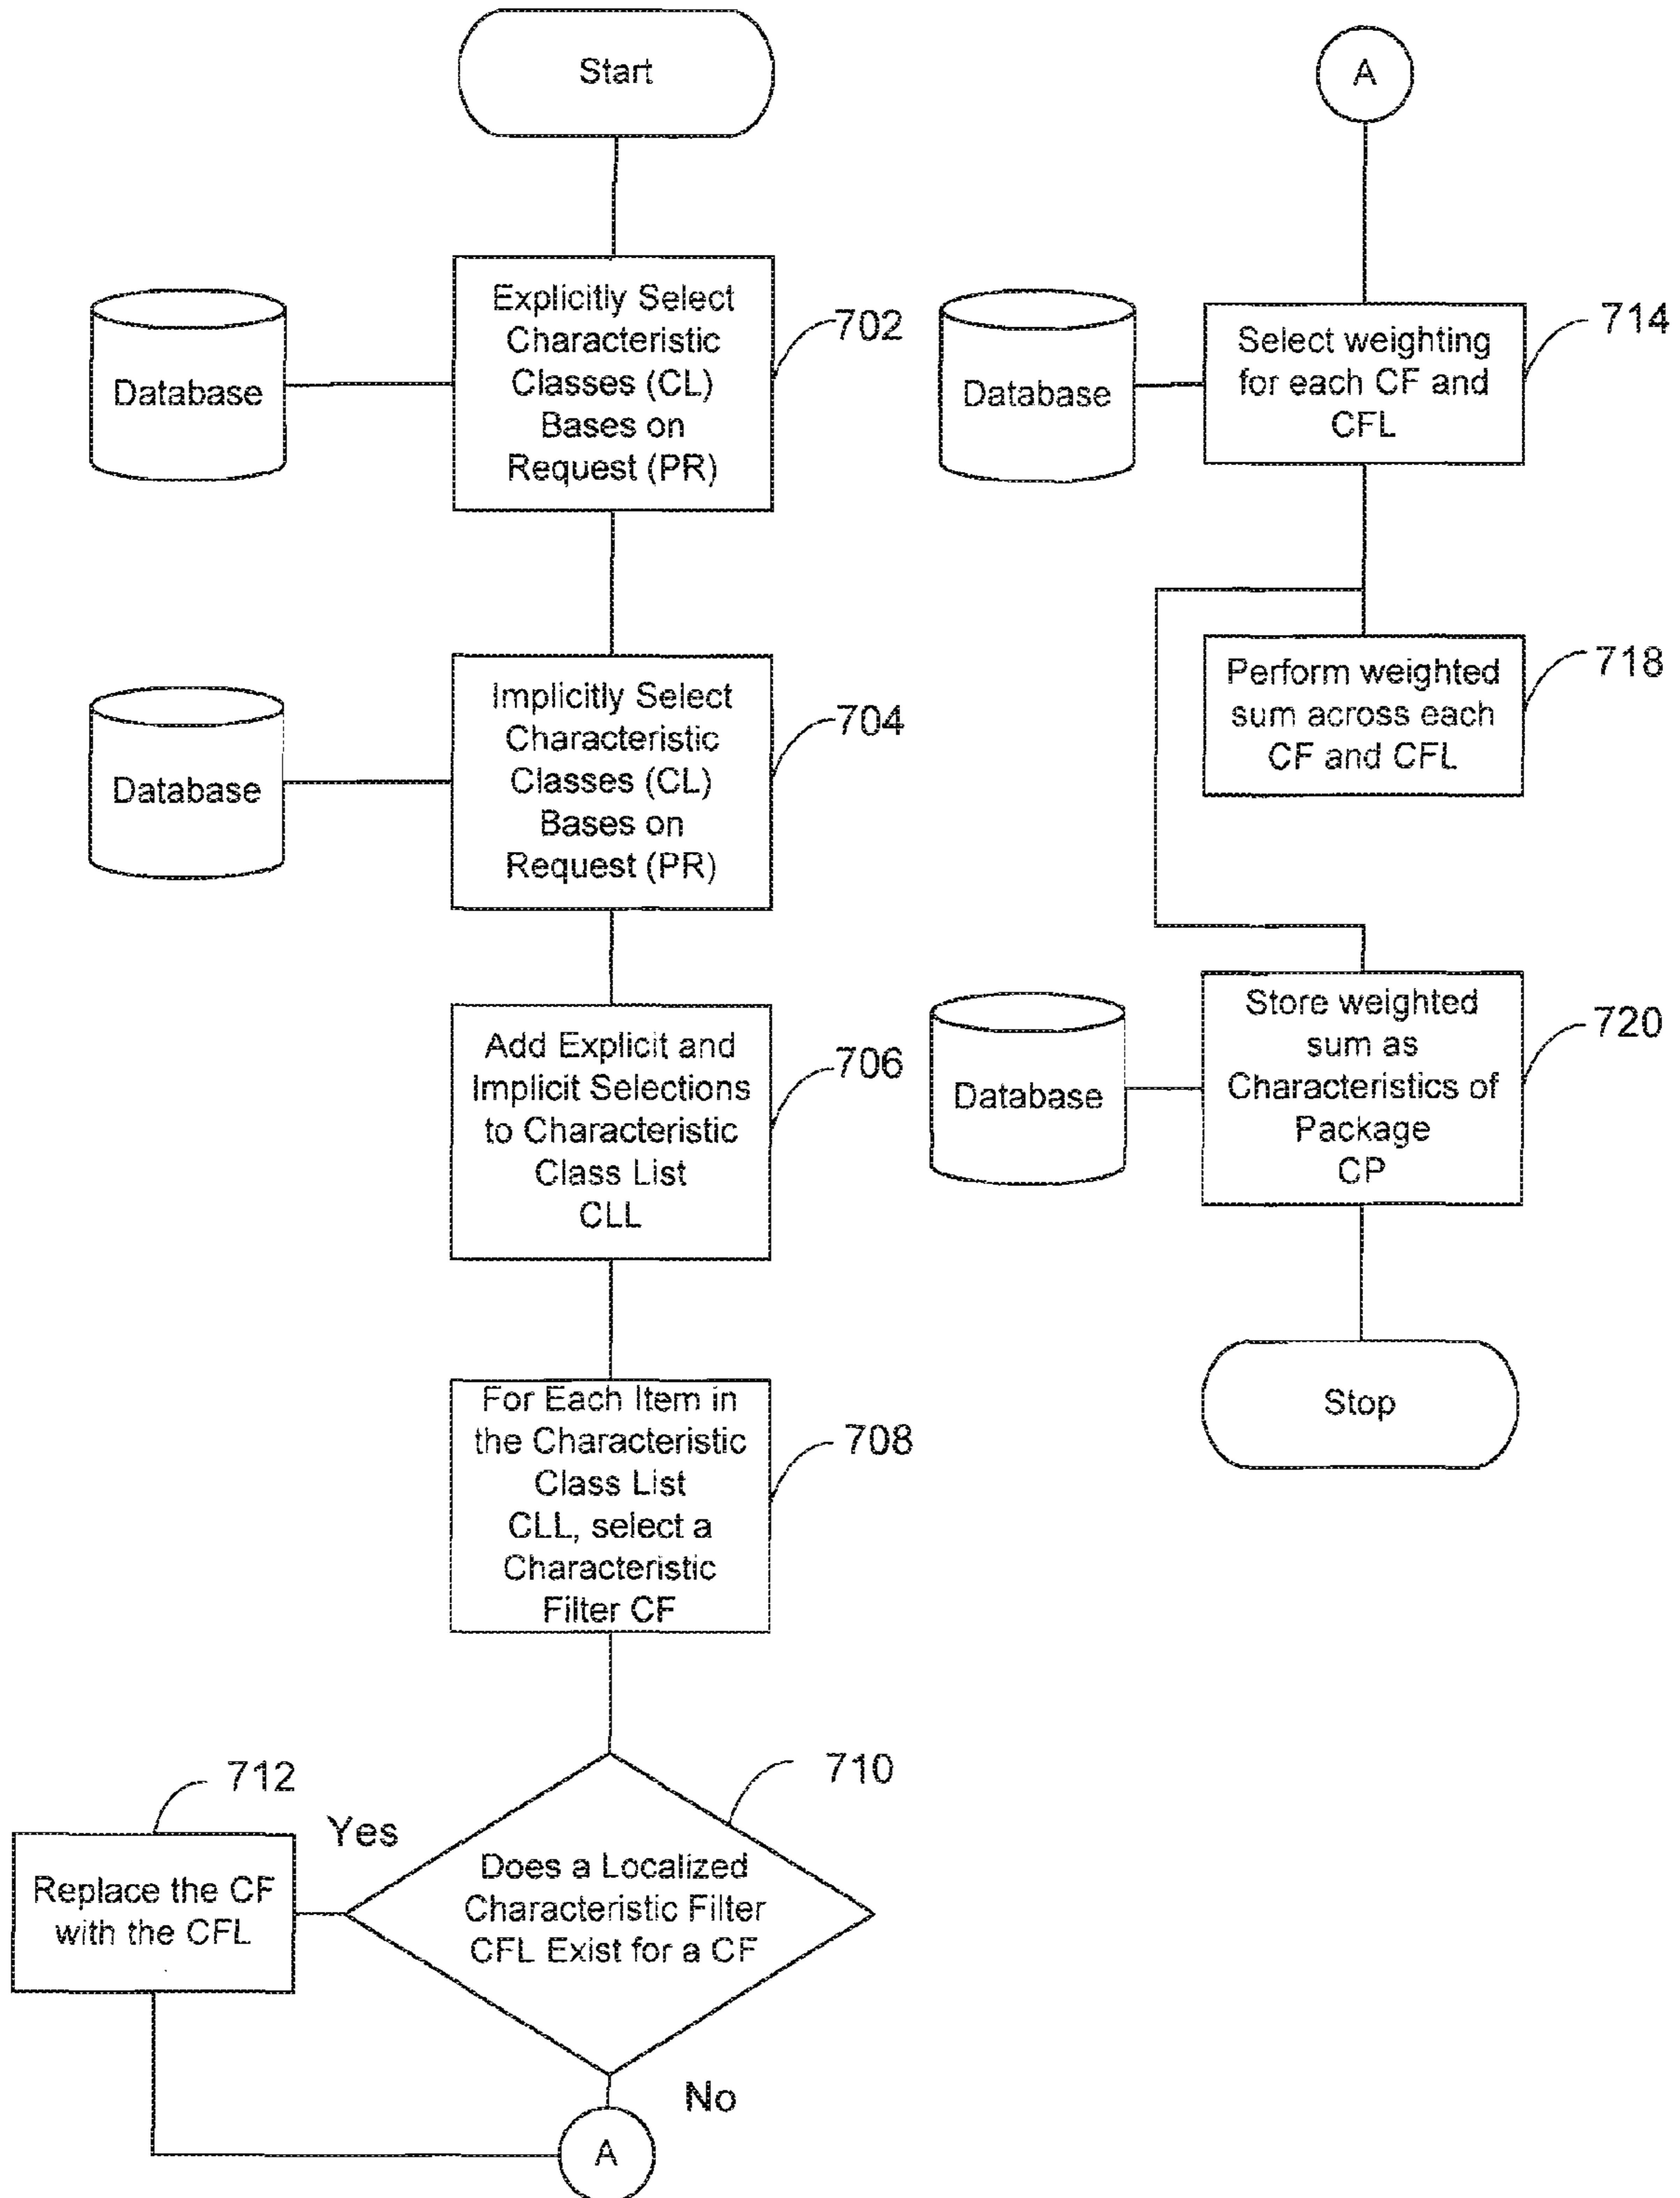 Start
Database
Explicitly Select
Characteristic
Classes (CL)
Bases on
Request (PR)
702
Database
Implicitly Select
Characteristic
Classes (CL)
Bases on
Request (PR)
704
Add Explicit and
Implicit Selections
to Characteristic
Class List
CLL
706
For Each Item in
the Characteristic
Class List
CLL, select a
Characteristic
Filter CF
708
710
Does a Localized
Characteristic Filter
CFL Exist for a CF
Yes
712
Replace the CF
with the CFL
No
A
A
Database
Select weighting
for each CF and
CFL
714
Perform weighted
sum across each
CF and CFL
718
Database
Store weighted
sum as
Characteristics of
Package
CP
720
Stop